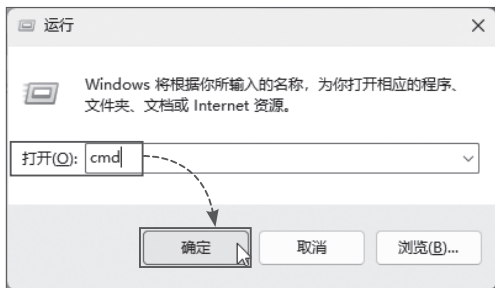 运行
Windows 将根据你所输入的名称，为你打开相应的程序、
文件夹、文档或 Internet 资源。
打开(O): cmd
确定 取消 浏览(B)...